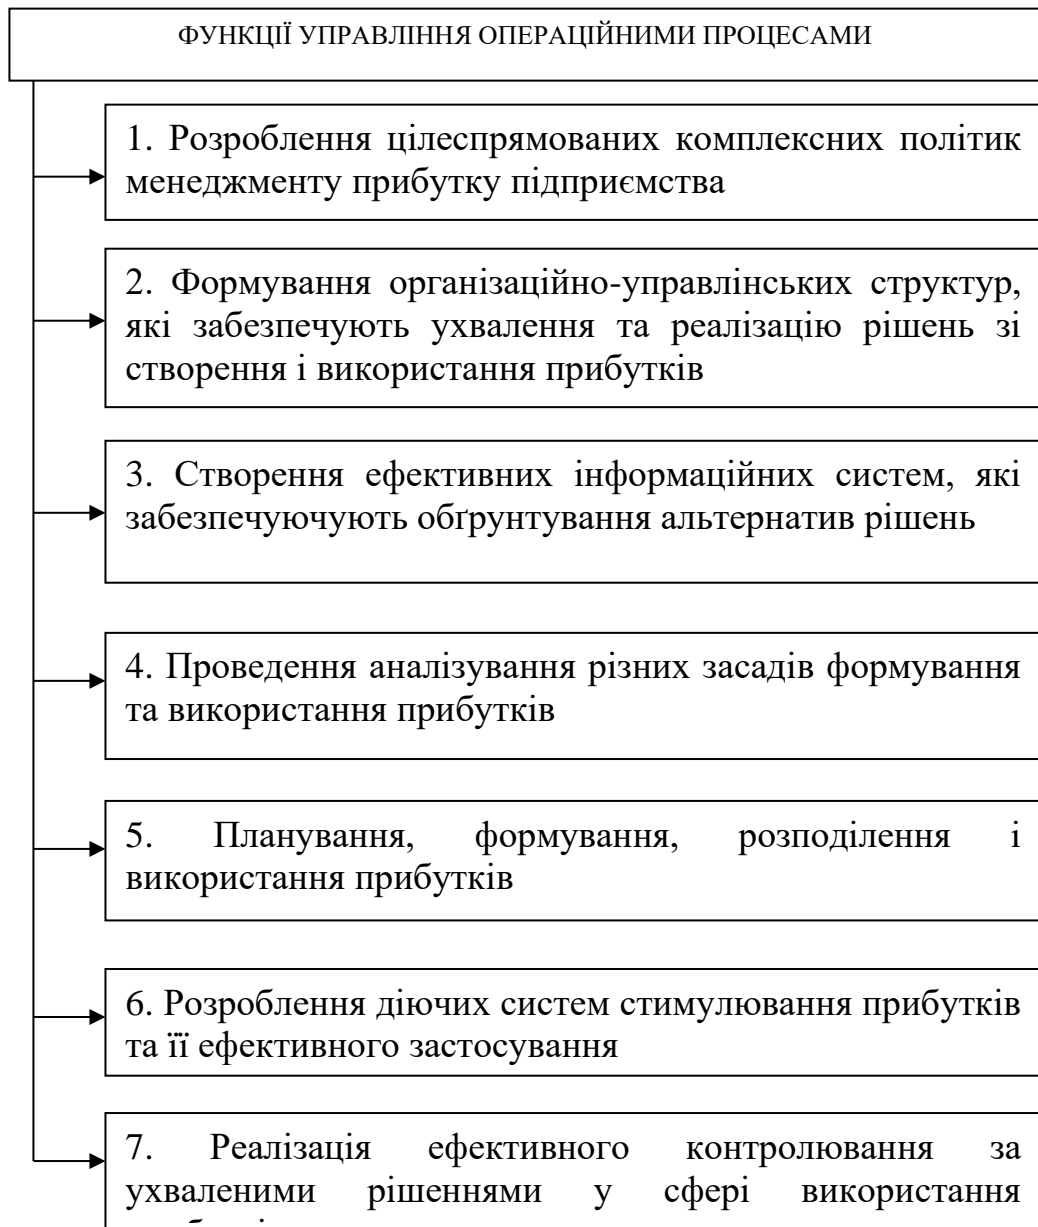 ФУНКЦІЇ УПРАВЛІННЯ ОПЕРАЦІЙНИМИ ПРОЦЕСАМИ
1. Розроблення цілеспрямованих комплексних політик
менеджменту прибутку підприємства
2. Формування організаційно-управлінських структур,
які забезпечують ухвалення та реалізацію рішень зі
створення і використання прибутків
3. Створення ефективних інформаційних систем, які
забезпечуючують обґрунтування альтернатив рішень
4. Проведення аналізування різних засадів формування
та використання прибутків
5. Планування, формування, розподілення і
використання прибутків
6. Розроблення діючих систем стимулювання прибутків
та її ефективного застосування
7. Реалізація ефективного контролювання за
ухваленими рішеннями у сфері використання